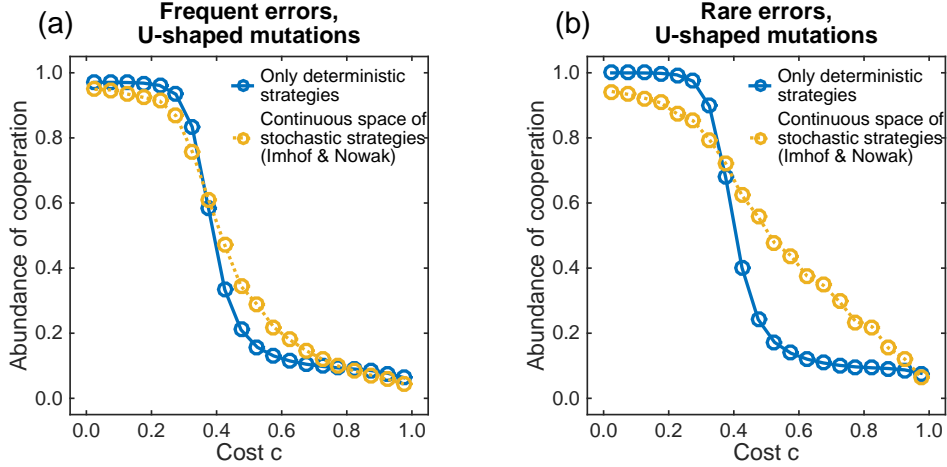 (a)
Frequent errors,
U-shaped mutations
Abundance of cooperation
1.0
0.8
0.6
0.4
0.2
0.0
Only deterministic
strategies
Continuous space of
stochastic strategies
(Imhof & Nowak)
0.0 0.2 0.4 0.6 0.8 1.0
Cost c
(b)
Rare errors,
U-shaped mutations
Abundance of cooperation
1.0
0.8
0.6
0.4
0.2
0.0
Only deterministic
strategies
Continuous space of
stochastic strategies
(Imhof & Nowak)
0.0 0.2 0.4 0.6 0.8 1.0
Cost c